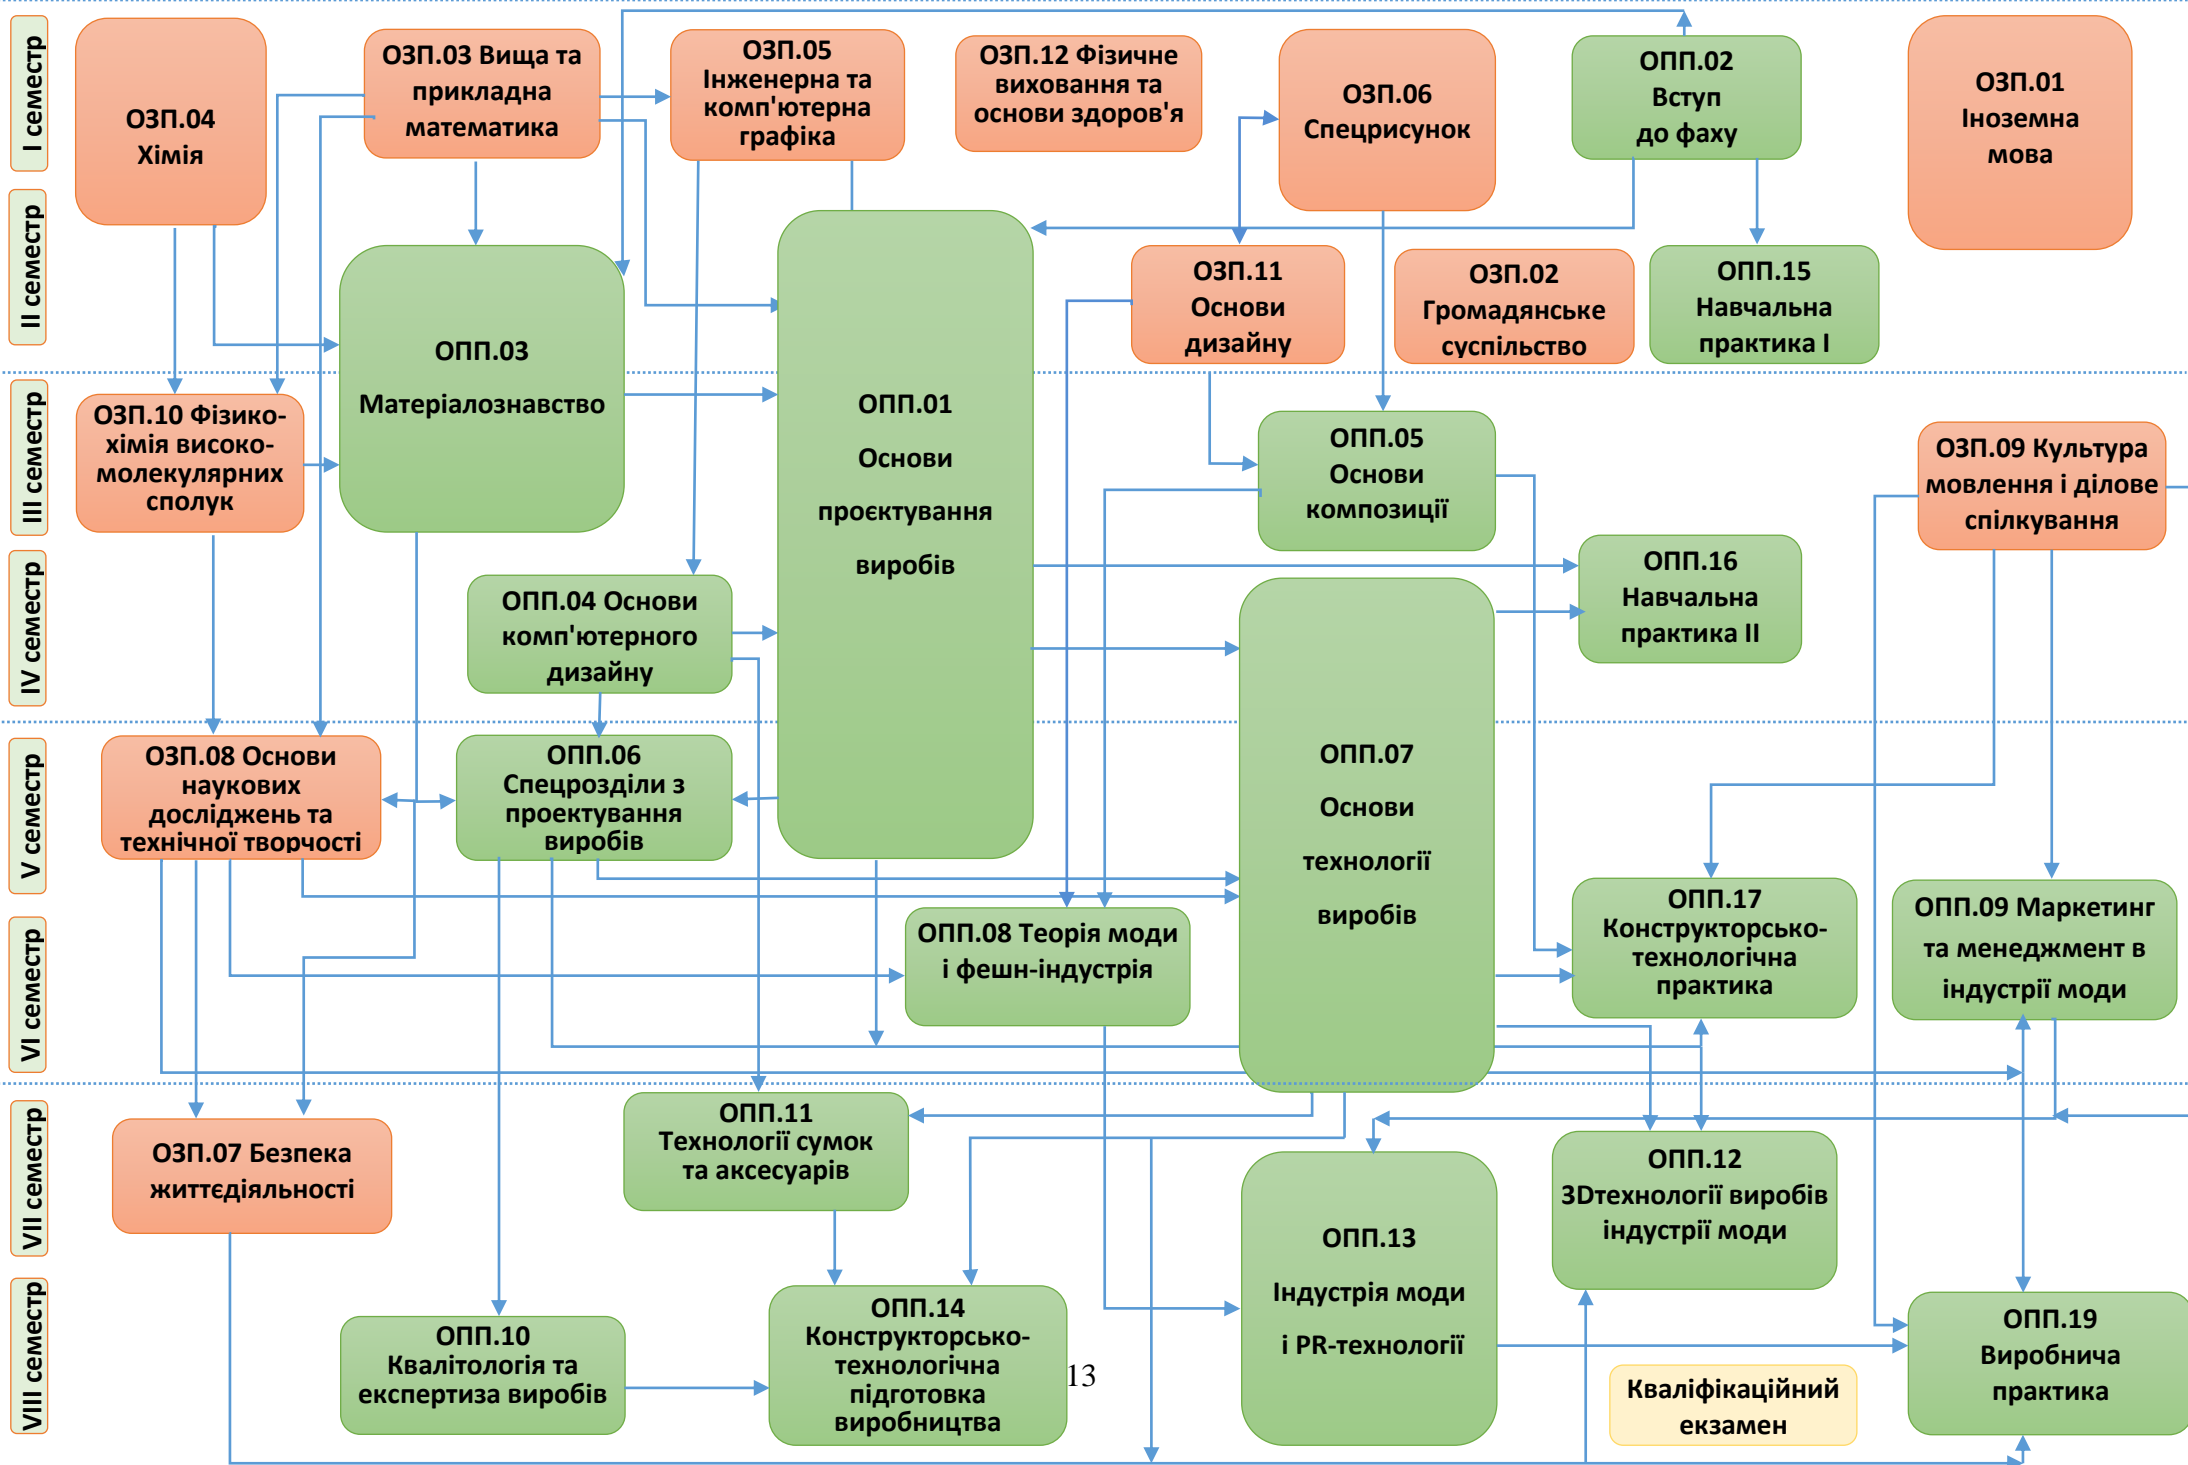 I семестр
ОЗП.04
Хімія
ОЗП.03 Вища та
прикладна
математика
ОЗП.05
Інженерна та
комп'ютерна
графіка
ОЗП.12 Фізичне
виховання та
основи здоров'я
ОЗП.06
Спецрисунок
ОПП.02
Вступ
до фаху
ОЗП.01
Іноземна
мова
II семестр
ОПП.03
Матеріалознавство
ОПП.01
Основи
проєктування
виробів
ОЗП.11
Основи
дизайну
ОЗП.02
Громадянське
суспільство
ОПП.15
Навчальна
практика I
III семестр
ОЗП.10 Фізико-
хімія високо-
молекулярних
сполук
ОПП.05
Основи
композиції
ОЗП.09 Культура
мовлення і ділове
спілкування
IV семестр
ОПП.04 Основи
комп'ютерного
дизайну
ОПП.16
Навчальна
практика II
V семестр
ОЗП.08 Основи
наукових
досліджень та
технічної творчості
ОПП.06
Спецрозділи з
проектування
виробів
ОПП.07
Основи
технології
виробів
VI семестр
ОПП.08 Теорія моди
і фешн-індустрія
ОПП.17
Конструкторсько-
технологічна
практика
ОПП.09 Маркетинг
та менеджмент в
індустрії моди
VII семестр
ОЗП.07 Безпека
життєдіяльності
ОПП.11
Технології сумок
та аксесуарів
ОПП.13
Індустрія моди
і PR-технології
ОПП.12
3Dтехнології виробів
індустрії моди
VIII семестр
ОПП.10
Квалітологія та
експертиза виробів
ОПП.14
Конструкторсько-
технологічна
підготовка
виробництва
13
Кваліфікаційний
екзамен
ОПП.19
Виробнича
практика